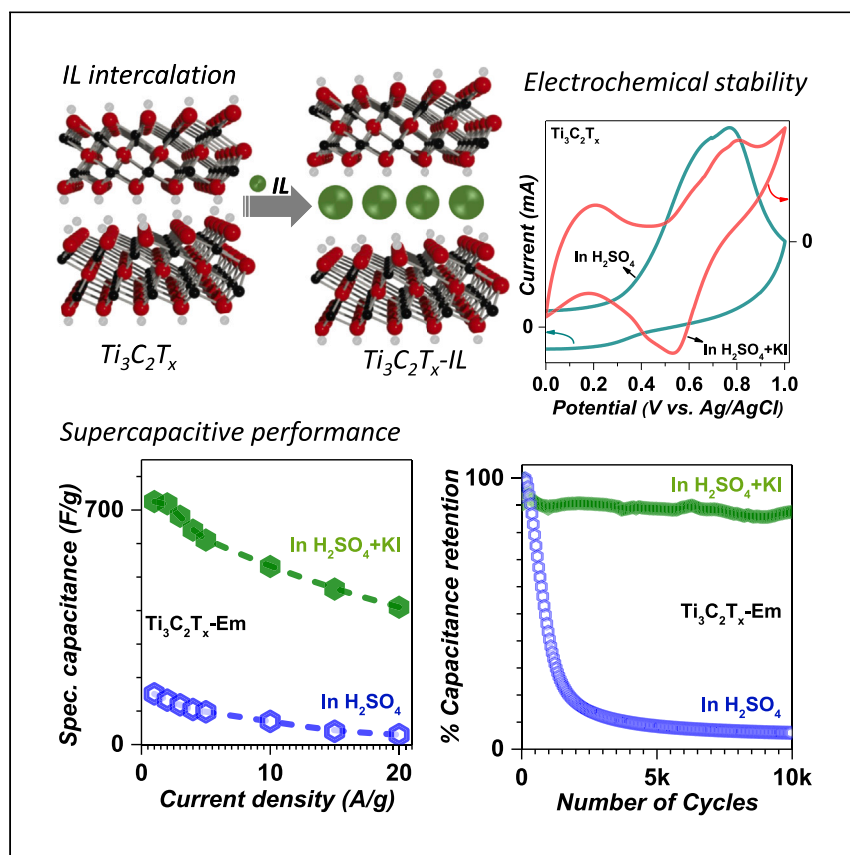 IL intercalation
IL
Ti₃C₂Tₓ
Ti₃C₂Tₓ-IL
Electrochemical stability
Ti₃C₂Tₓ
Current (mA)
In H₂SO₄
In H₂SO₄+KI
0
0
0.0 0.2 0.4 0.6 0.8 1.0
Potential (V vs. Ag/AgCl)
Supercapacitive performance
Spec. capacitance (F/g)
700
0
In H₂SO₄+KI
Ti₃C₂Tₓ-Em
In H₂SO₄
0 10 20
Current density (A/g)
% Capacitance retention
100
0
In H₂SO₄+KI
Ti₃C₂Tₓ-Em
In H₂SO₄
0 5k 10k
Number of Cycles